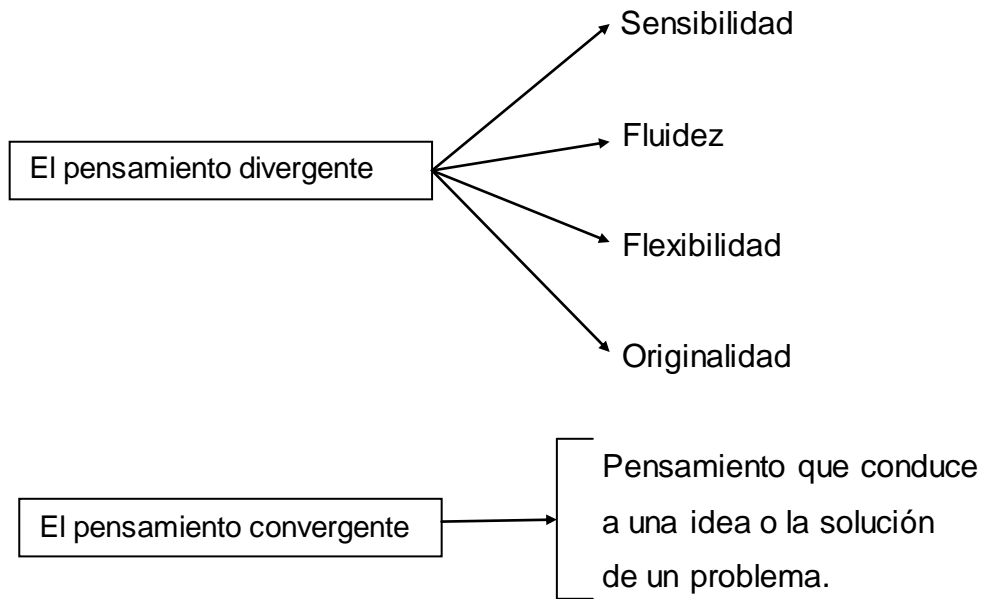 El pensamiento divergente
Sensibilidad
Fluidez
Flexibilidad
Originalidad
El pensamiento convergente
Pensamiento que conduce
a una idea o la solución
de un problema.